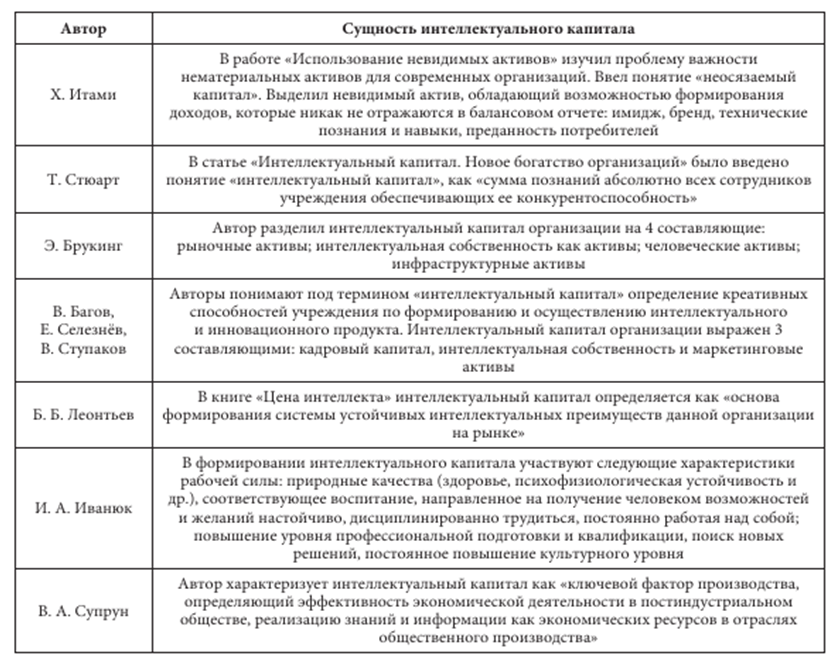 Автор
Сущность интеллектуального капитала
Х. Итами
В работе «Использование невидимых активов» изучил проблему важности
нематериальных активов для современных организаций. Ввел понятие «неосязаемый
капитал». Выделил невидимый актив, обладающий возможностью формирования
доходов, которые никак не отражаются в балансовом отчете: имидж, бренд, технические
познания и навыки, преданность потребителей
Т. Стюарт
В статье «Интеллектуальный капитал. Новое богатство организаций» было введено
понятие «интеллектуальный капитал», как «сумма познаний абсолютно всех сотрудников
учреждения обеспечивающих ее конкурентоспособность»
Э. Брукинг
Автор разделил интеллектуальный капитал организации на 4 составляющие:
рыночные активы; интеллектуальная собственность как активы; человеческие активы;
инфраструктурные активы
В. Багов,
Е. Селезнёв,
В. Ступаков
Авторы понимают под термином «интеллектуальный капитал» определение креативных
способностей учреждения по формированию и осуществлению интеллектуального
и инновационного продукта. Интеллектуальный капитал организации выражен 3
составляющими: кадровый капитал, интеллектуальная собственность и маркетинговые
активы
Б. Б. Леонтьев
В книге «Цена интеллекта» интеллектуальный капитал определяется как «основа
формирования системы устойчивых интеллектуальных преимуществ данной организации
на рынке»
И. А. Иванюк
В формировании интеллектуального капитала участвуют следующие характеристики
рабочей силы: природные качества (здоровье, психофизиологическая устойчивость и
др.), соответствующее воспитание, направленное на получение человеком возможностей
и желаний настойчиво, дисциплинированно трудиться, постоянно работая над собой;
повышение уровня профессиональной подготовки и квалификации, поиск новых
решений, постоянное повышение культурного уровня
В. А. Супрун
Автор характеризует интеллектуальный капитал как «ключевой фактор производства,
определяющий эффективность экономической деятельности в постиндустриальном
обществе, реализацию знаний и информации как экономических ресурсов в отраслях
общественного производства»